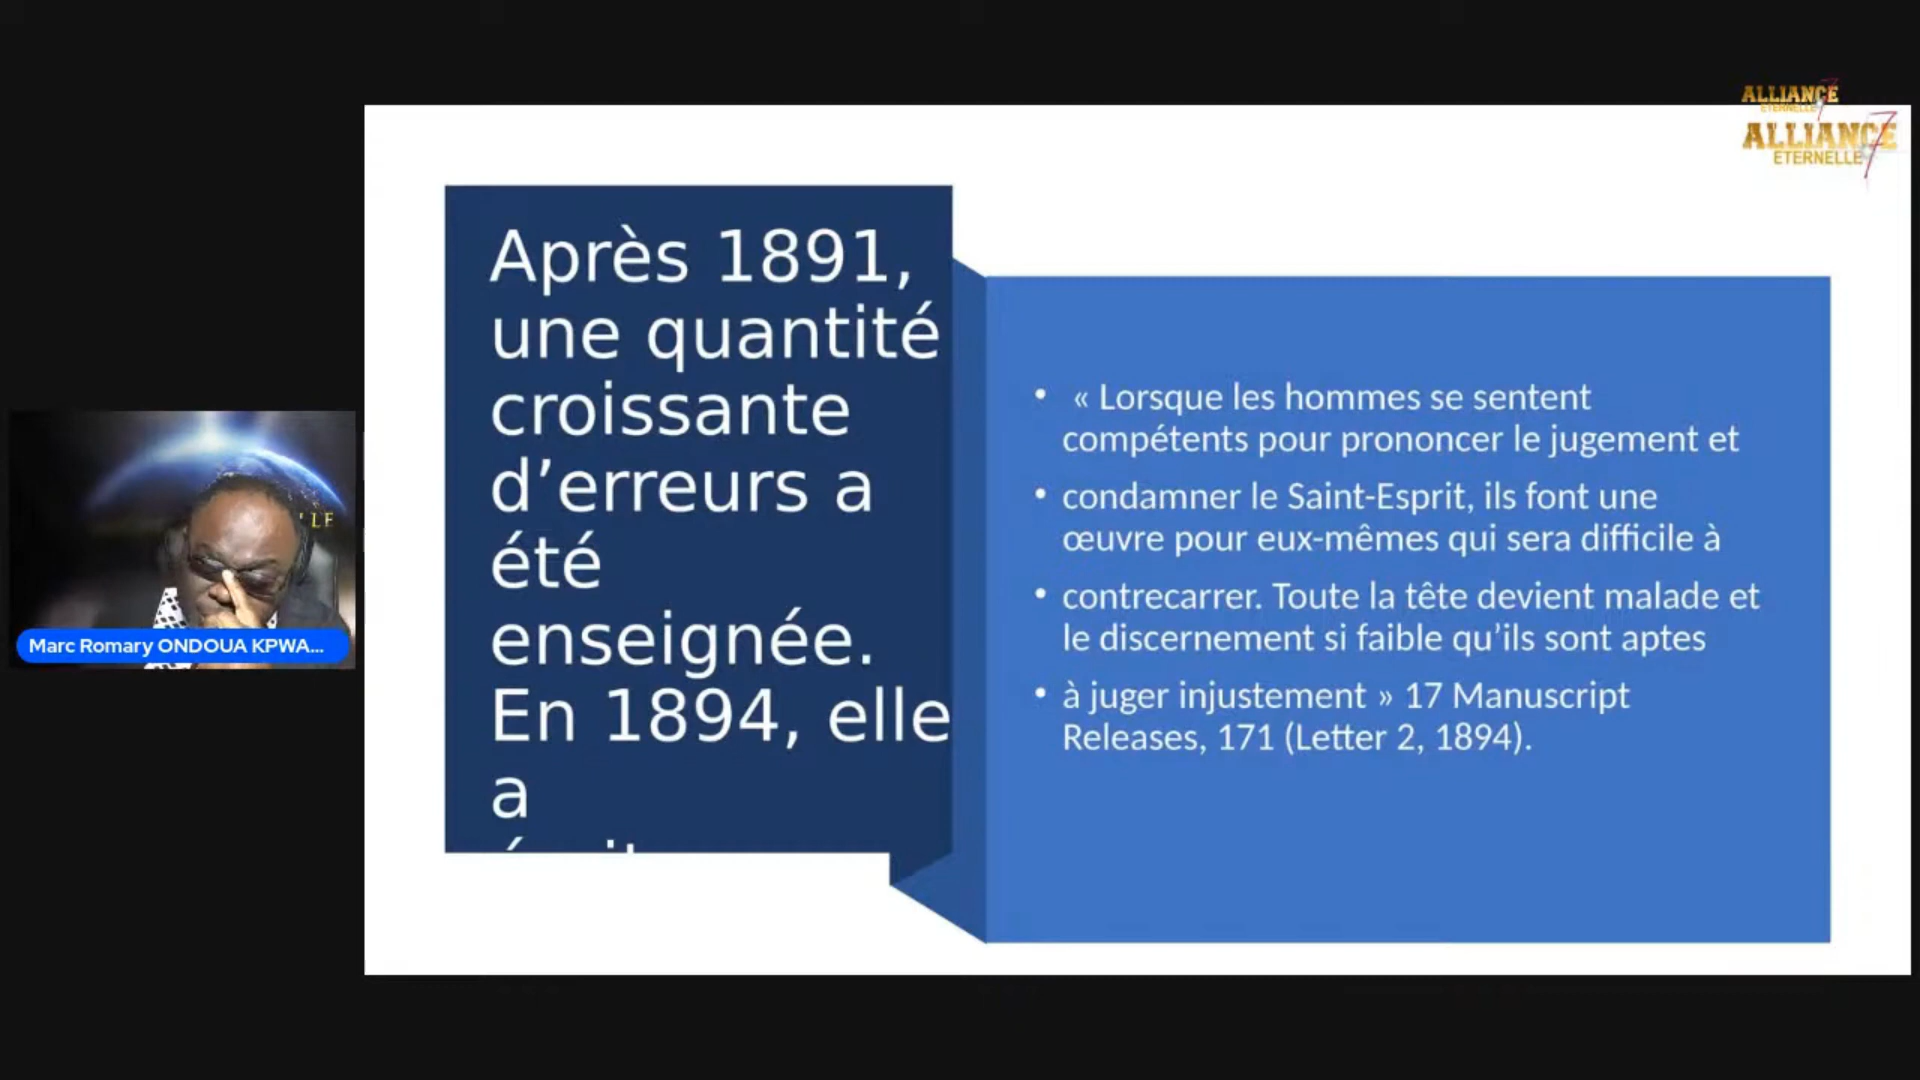 ALLIANCE
ETERNELLE
ALLIANCE 7
ETERNELLE
Après 1891,
une quantité
croissante
d’erreurs a
été
enseignée.
En 1894, elle
a
• « Lorsque les hommes se sentent
compétents pour prononcer le jugement et
• condamner le Saint-Esprit, ils font une
œuvre pour eux-mêmes qui sera difficile à
• contrecarrer. Toute la tête devient malade et
le discernement si faible qu’ils sont aptes
• à juger injustement » 17 Manuscript
Releases, 171 (Letter 2, 1894).
LLE
Marc Romary ONDOUA KPWA...